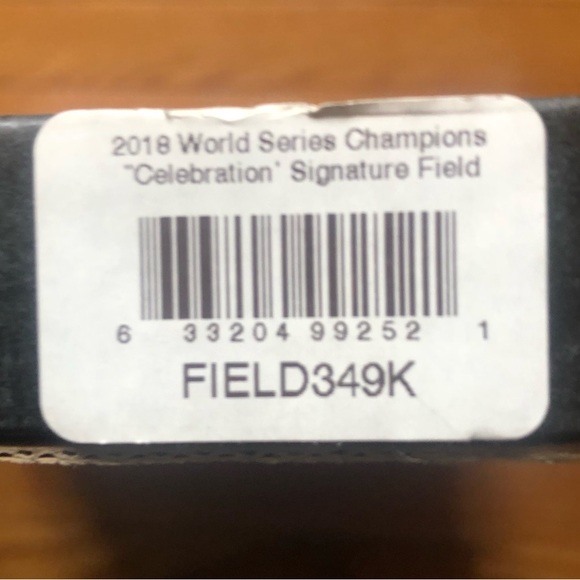 2018 World Series Champions
"Celebration' Signature Field
6 33204 99252 1
FIELD349K